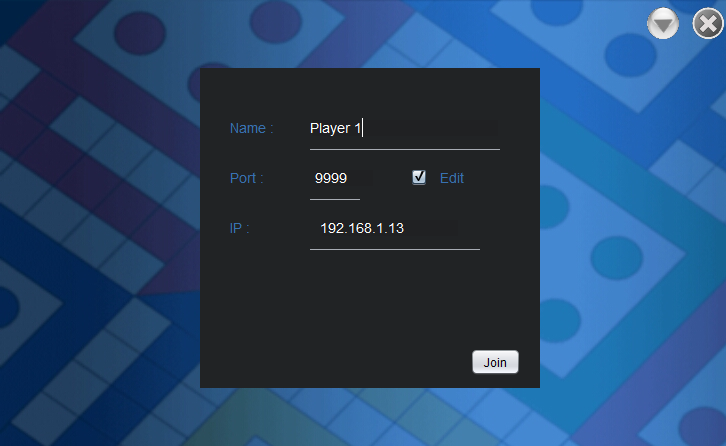 Name : Player 1
Port : 9999 Edit
IP : 192.168.1.13
Join